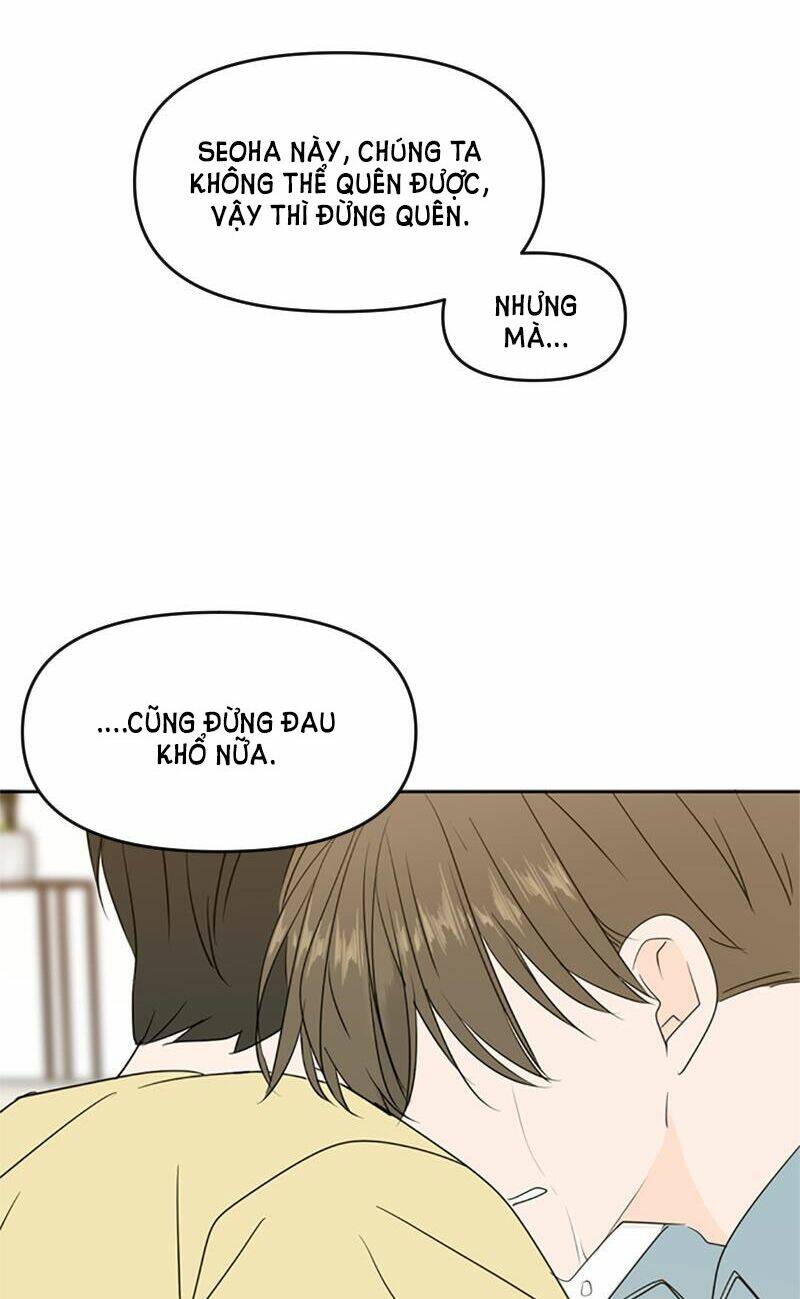 SEOHA NÀY, CHÚNG TA
KHÔNG THỂ QUÊN ĐƯỢC,
VẬY THÌ ĐỪNG QUÊN.
NHƯNG
MÀ...
....CŨNG ĐỪNG ĐAU
KHỔ NỮA.